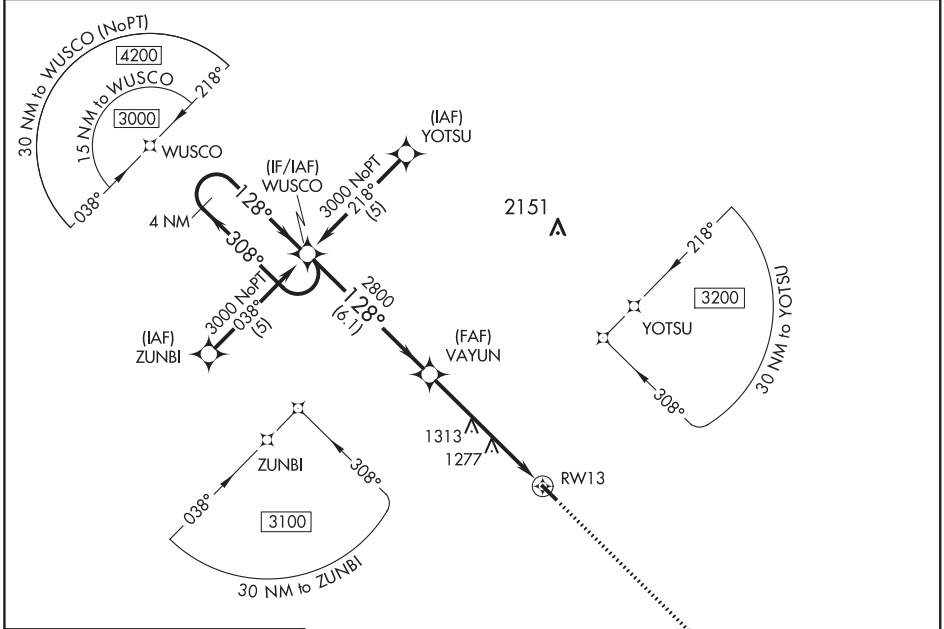 30 NM to WUSCO (NoPT)
4200
15 NM to WUSCO
3000
218°
WUSCO
038°
(IAF)
YOTSU
(IF/IAF)
WUSCO
3000 NoPT
218°
(5)
128°
4 NM
308°
2151
3000 NoPT
038°
(5)
(IAF)
ZUNBI
2800
128°
(6.1)
(FAF)
VAYUN
218°
3200
YOTSU
308°
30 NM to YOTSU
1313
1277
RW13
ZUNBI
308°
038°
3100
30 NM to ZUNBI